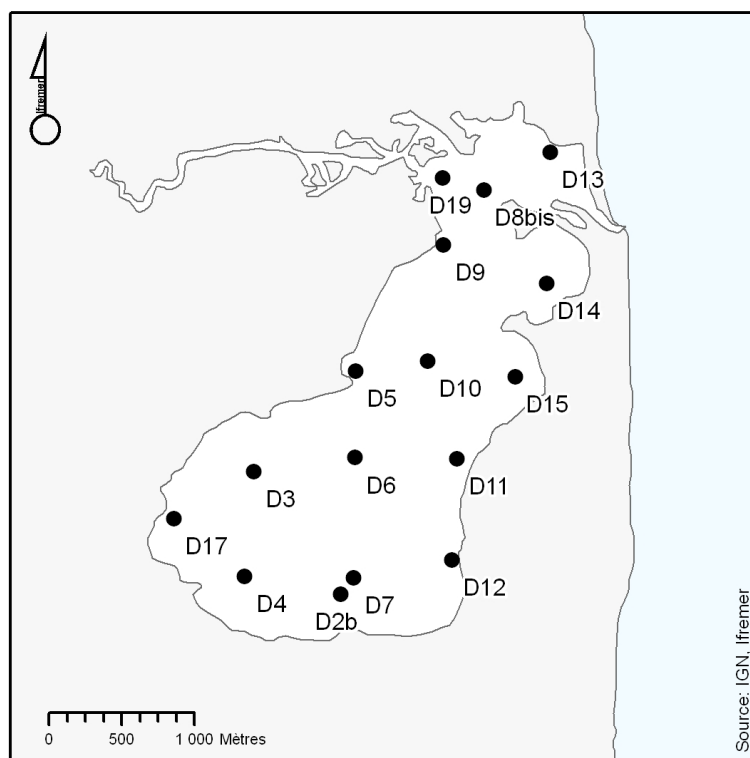 Ifremer
D13
D19
D8bis
D9
D14
D5
D10
D15
D3
D6
D11
D17
D4
D7
D12
D2b
0 500 1 000 Mètres
Source: IGN, Ifremer